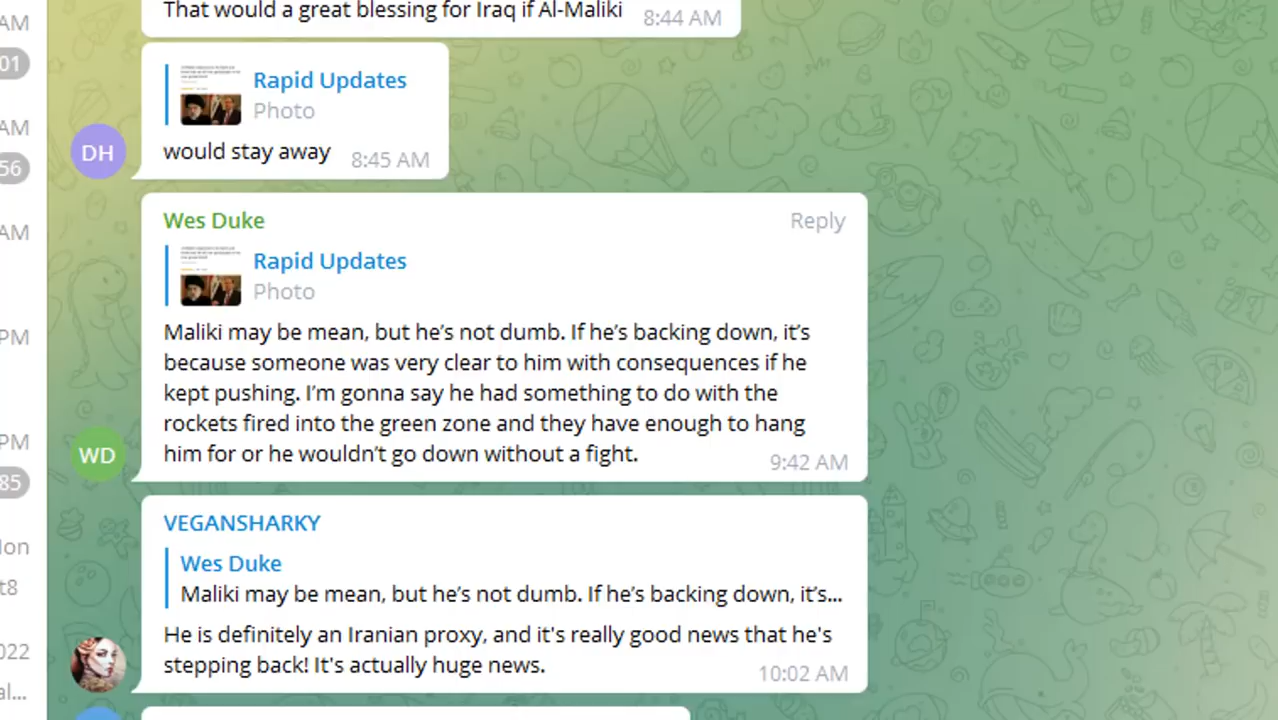 AM
That would a great blessing for Iraq if Al-Maliki 8:44 AM
01
Rapid Updates
Photo
AM
DH
would stay away 8:45 AM
56
Wes Duke Reply
AM
Rapid Updates
Photo
Maliki may be mean, but he’s not dumb. If he’s backing down, it’s
PM
because someone was very clear to him with consequences if he
kept pushing. I’m gonna say he had something to do with the
rockets fired into the green zone and they have enough to hang
PM
WD
him for or he wouldn’t go down without a fight. 9:42 AM
85
VEGANSHARKY
Wes Duke
Maliki may be mean, but he’s not dumb. If he’s backing down, it’s...
t8
He is definitely an Iranian proxy, and it's really good news that he's
022
stepping back! It's actually huge news. 10:02 AM
al...